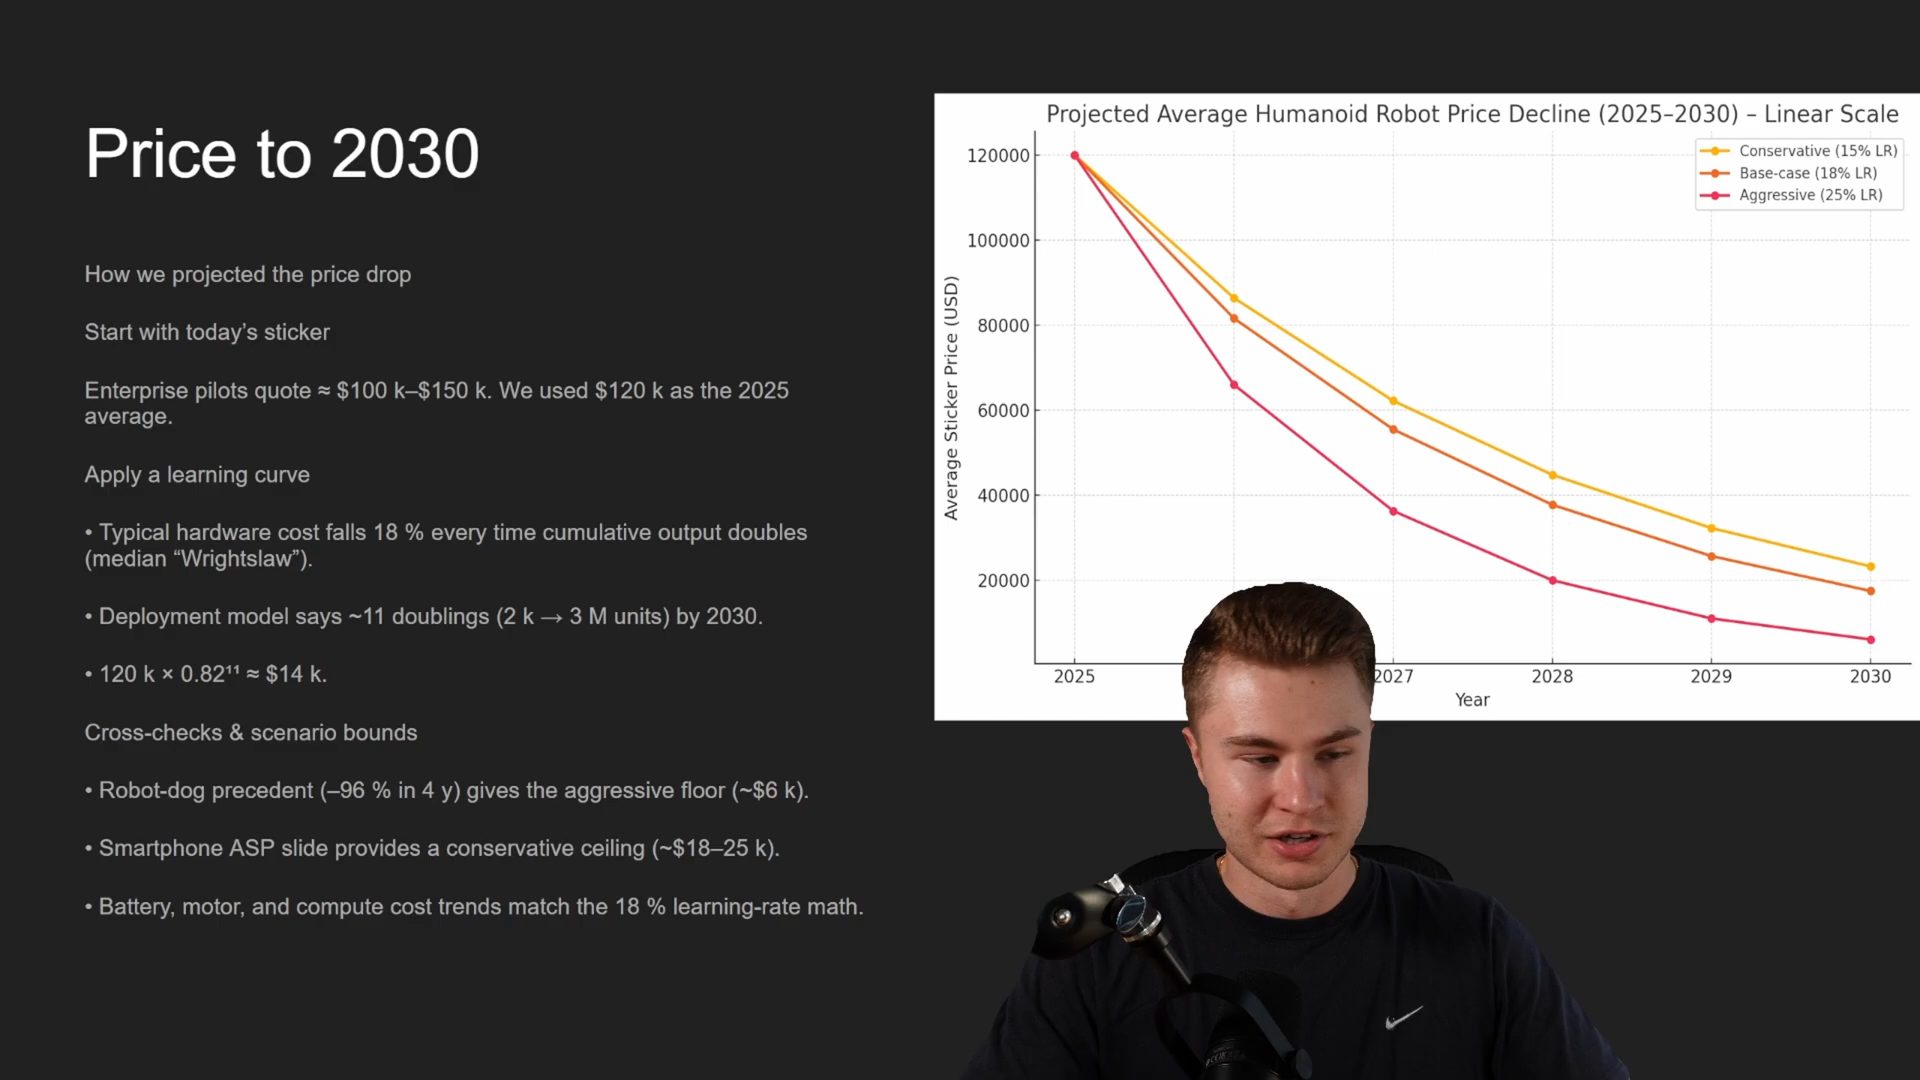 Price to 2030
How we projected the price drop
Start with today’s sticker
Enterprise pilots quote ≈ $100 k–$150 k. We used $120 k as the 2025
average.
Apply a learning curve
• Typical hardware cost falls 18 % every time cumulative output doubles
(median “Wrightslaw”).
• Deployment model says ~11 doublings (2 k → 3 M units) by 2030.
• 120 k × 0.82¹¹ ≈ $14 k.
Cross-checks & scenario bounds
• Robot-dog precedent (–96 % in 4 y) gives the aggressive floor (~$6 k).
• Smartphone ASP slide provides a conservative ceiling (~$18–25 k).
• Battery, motor, and compute cost trends match the 18 % learning-rate math.
Projected Average Humanoid Robot Price Decline (2025–2030) – Linear Scale
Conservative (15% LR)
Base-case (18% LR)
Aggressive (25% LR)
Average Sticker Price (USD)
120000
100000
80000
60000
40000
20000
2025
2027
2028
2029
2030
Year